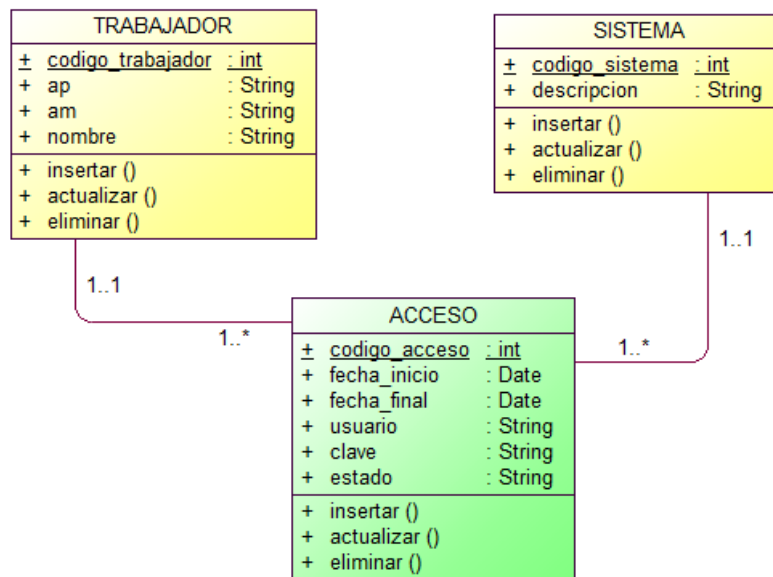 TRABAJADOR
+ codigo_trabajador : int
+ ap : String
+ am : String
+ nombre : String
+ insertar ()
+ actualizar ()
+ eliminar ()
SISTEMA
+ codigo_sistema : int
+ descripcion : String
+ insertar ()
+ actualizar ()
+ eliminar ()
1..1
1..*
1..1
1..*
ACCESO
+ codigo_acceso : int
+ fecha_inicio : Date
+ fecha_final : Date
+ usuario : String
+ clave : String
+ estado : String
+ insertar ()
+ actualizar ()
+ eliminar ()